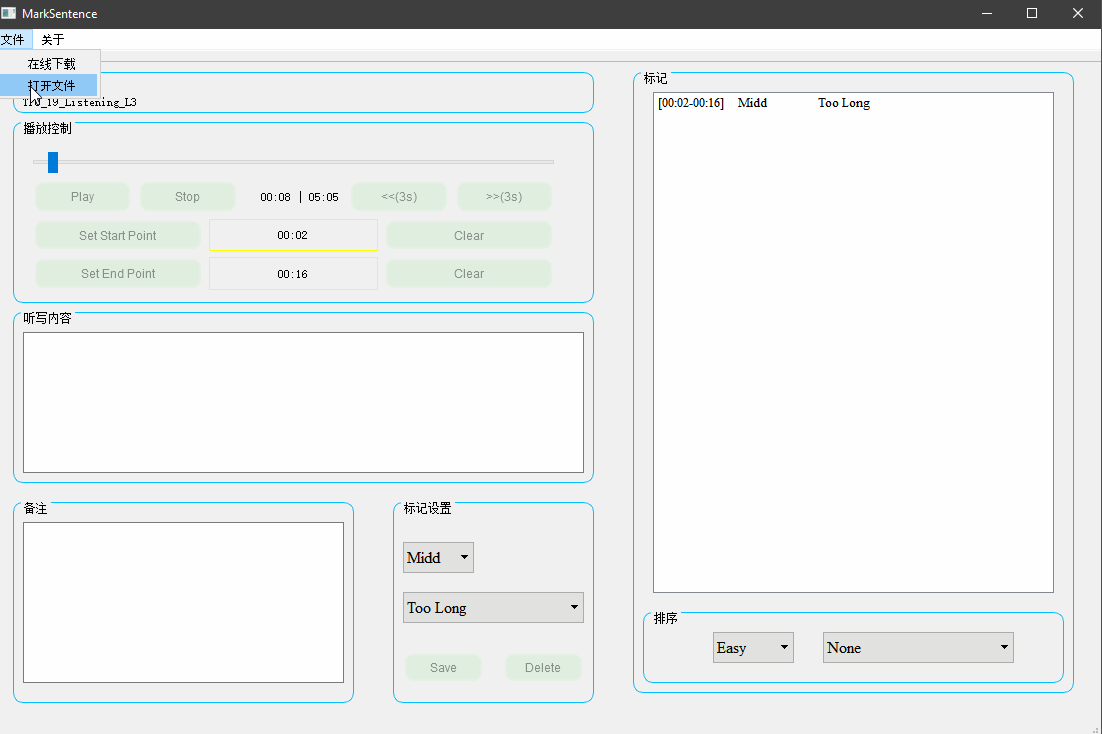 MarkSentence
文件 关于
在线下载
打开文件
TPO_19_Listening_L3
播放控制
Play Stop 00:08 | 05:05 <<(3s) >>(3s)
Set Start Point 00:02 Clear
Set End Point 00:16 Clear
听写内容
备注
标记设置
Midd
Too Long
Save Delete
标记
[00:02-00:16] Midd Too Long
排序
Easy None